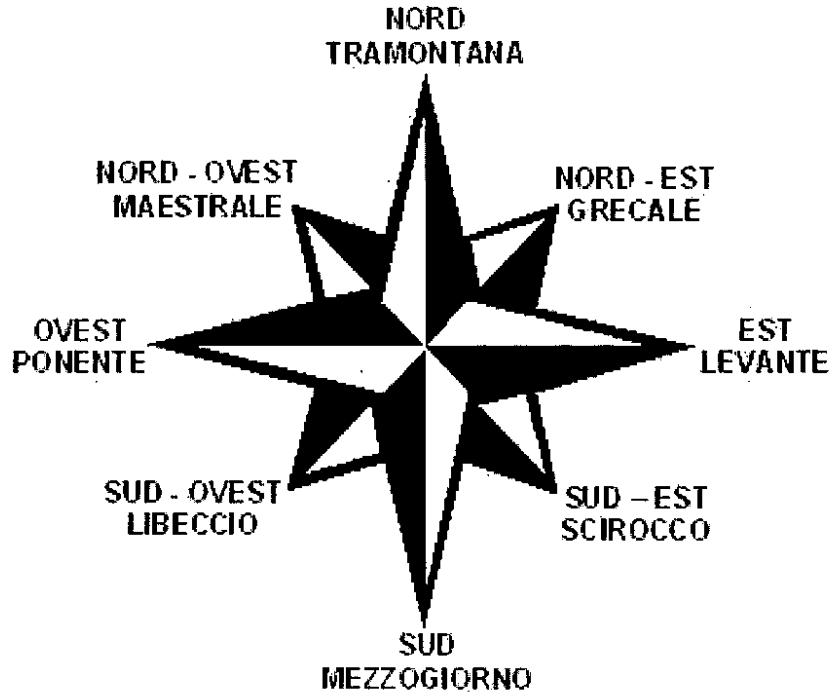 NORD
TRAMONTANA
NORD - OVEST
MAESTRALE
NORD - EST
GRECALE
OVEST
PONENTE
EST
LEVANTE
SUD - OVEST
LIBECCIO
SUD – EST
SCIROCCO
SUD
MEZZOGIORNO